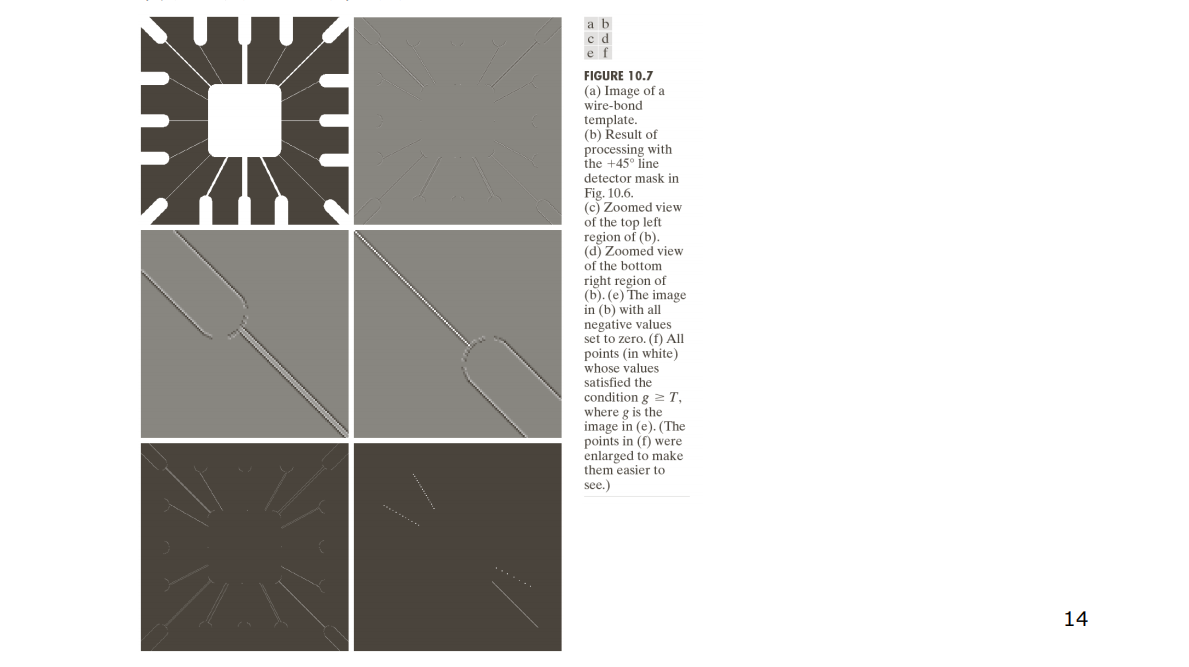 a b
c d
e f
FIGURE 10.7
(a) Image of a
wire-bond
template.
(b) Result of
processing with
the +45° line
detector mask in
Fig. 10.6.
(c) Zoomed view
of the top left
region of (b).
(d) Zoomed view
of the bottom
right region of
(b). (e) The image
in (b) with all
negative values
set to zero. (f) All
points (in white)
whose values
satisfied the
condition g ≥ T,
where g is the
image in (e). (The
points in (f) were
enlarged to make
them easier to
see.)
14